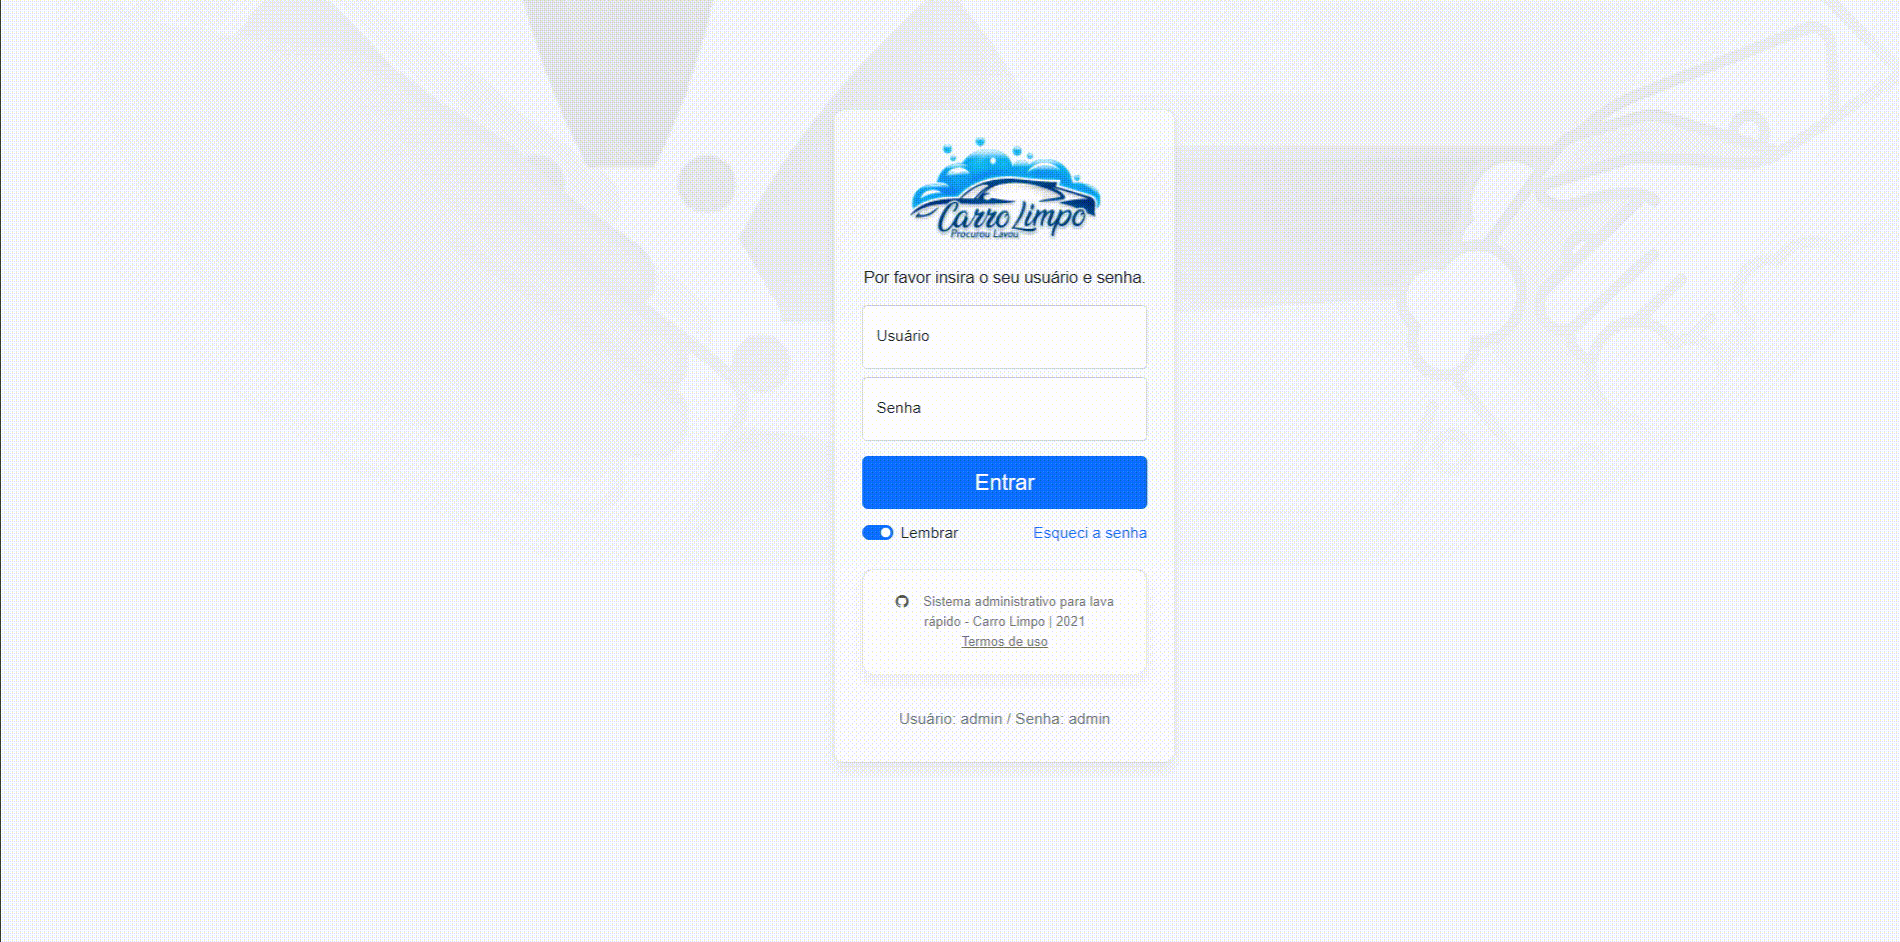 Carro Limpo
Procurou Lavou
Por favor insira o seu usuário e senha.
Usuário
Senha
Entrar
Lembrar
Esqueci a senha
Sistema administrativo para lava
rápido - Carro Limpo | 2021
Termos de uso
Usuário: admin / Senha: admin